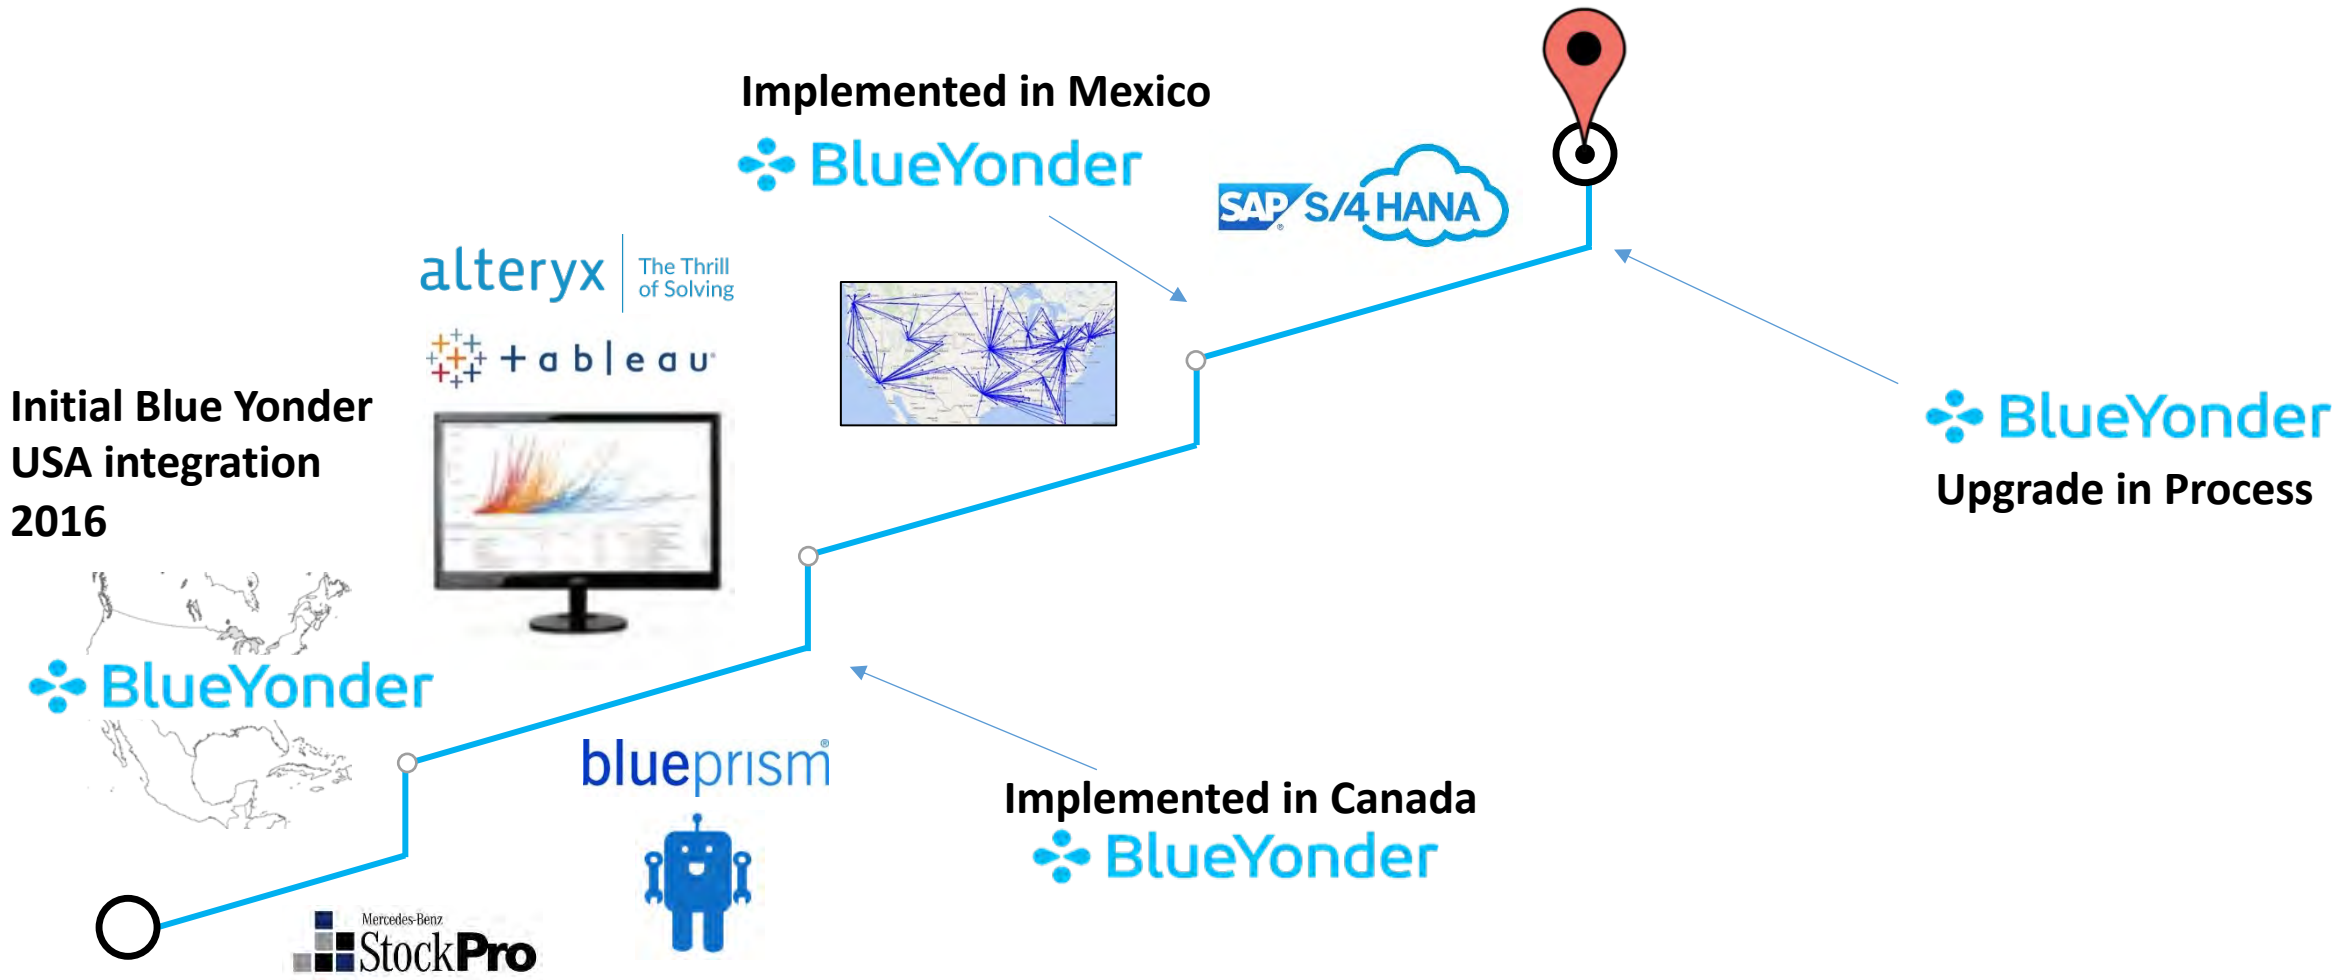 Implemented in Mexico
BlueYonder
SAP® S/4HANA
alteryx
The Thrill
of Solving
+ableau
Initial Blue Yonder
USA integration
2016
BlueYonder
BlueYonder
Upgrade in Process
blueprism®
Implemented in Canada
BlueYonder
Mercedes-Benz
StockPro